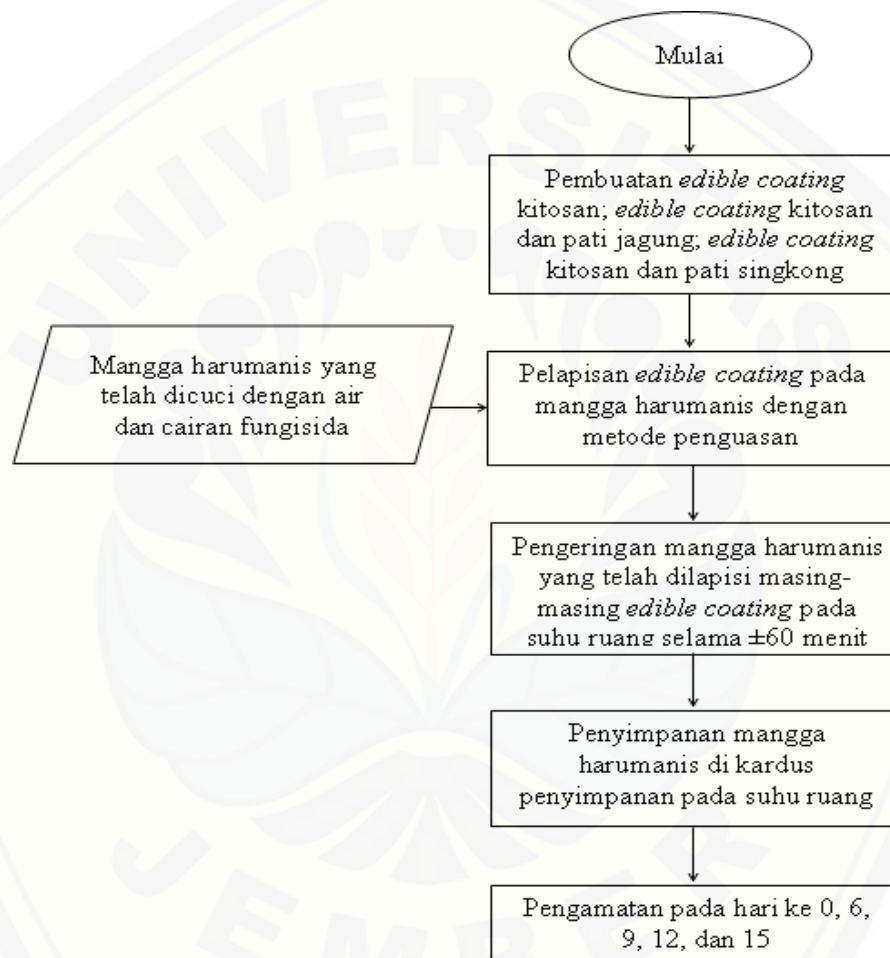 Mulai
Pembuatan edible coating
kitosan; edible coating kitosan
dan pati jagung; edible coating
kitosan dan pati singkong
Mangga harumanis yang
telah dicuci dengan air
dan cairan fungisida
Pelapisan edible coating pada
mangga harumanis dengan
metode penguasan
Pengeringan mangga harumanis
yang telah dilapisi masing-
masing edible coating pada
suhu ruang selama ±60 menit
Penyimpanan mangga
harumanis di kardus
penyimpanan pada suhu ruang
Pengamatan pada hari ke 0, 6,
9, 12, dan 15
UNIVERSITAS
JEMBER